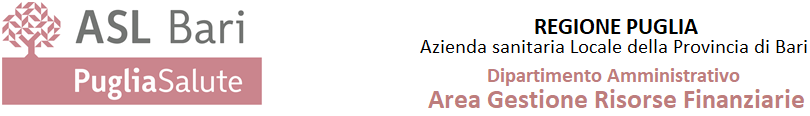 ASL Bari
PugliaSalute
REGIONE PUGLIA
Azienda sanitaria Locale della Provincia di Bari
Dipartimento Amministrativo
Area Gestione Risorse Finanziarie